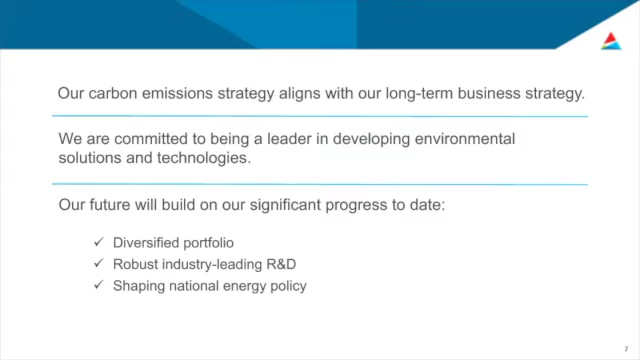 Our carbon emissions strategy aligns with our long-term business strategy.
We are committed to being a leader in developing environmental
solutions and technologies.
Our future will build on our significant progress to date:
✓ Diversified portfolio
✓ Robust industry-leading R&D
✓ Shaping national energy policy
7